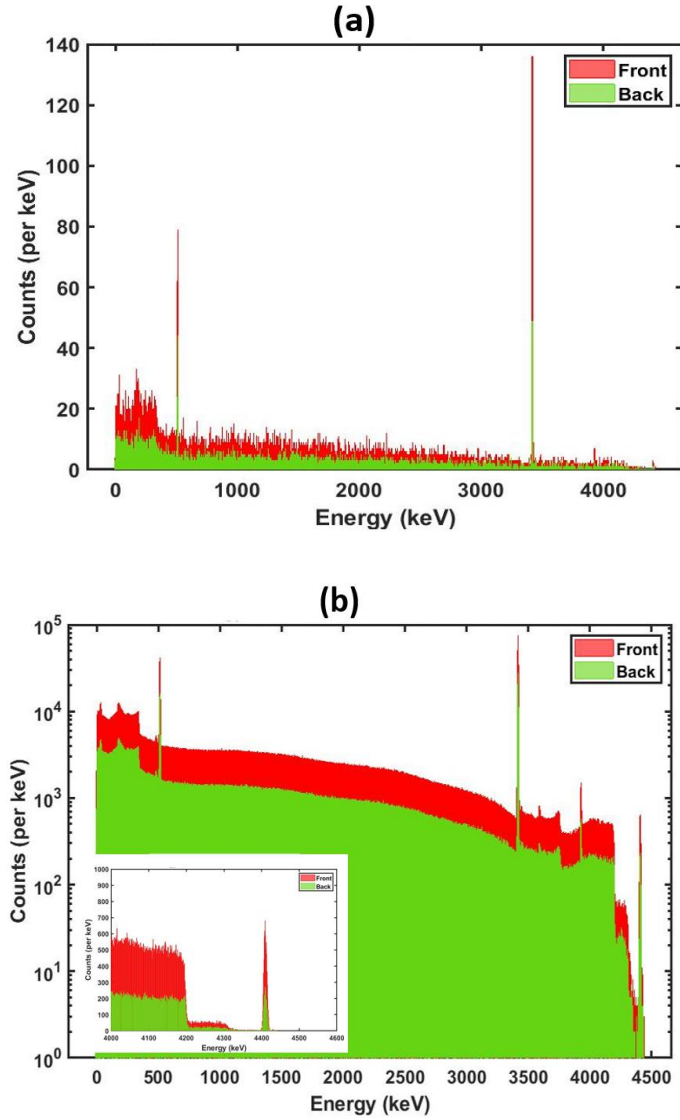 (a)
140
120
100
80
60
40
20
0
Counts (per keV)
Front
Back
0 1000 2000 3000 4000
Energy (keV)
(b)
10^5
10^4
10^3
10^2
10^1
10^0
Counts (per keV)
Front
Back
1000
900
800
700
600
500
400
300
200
100
0
Counts (per keV)
Front
Back
4000 4100 4200 4300 4400 4500 4600
Energy (keV)
0 500 1000 1500 2000 2500 3000 3500 4000 4500
Energy (keV)